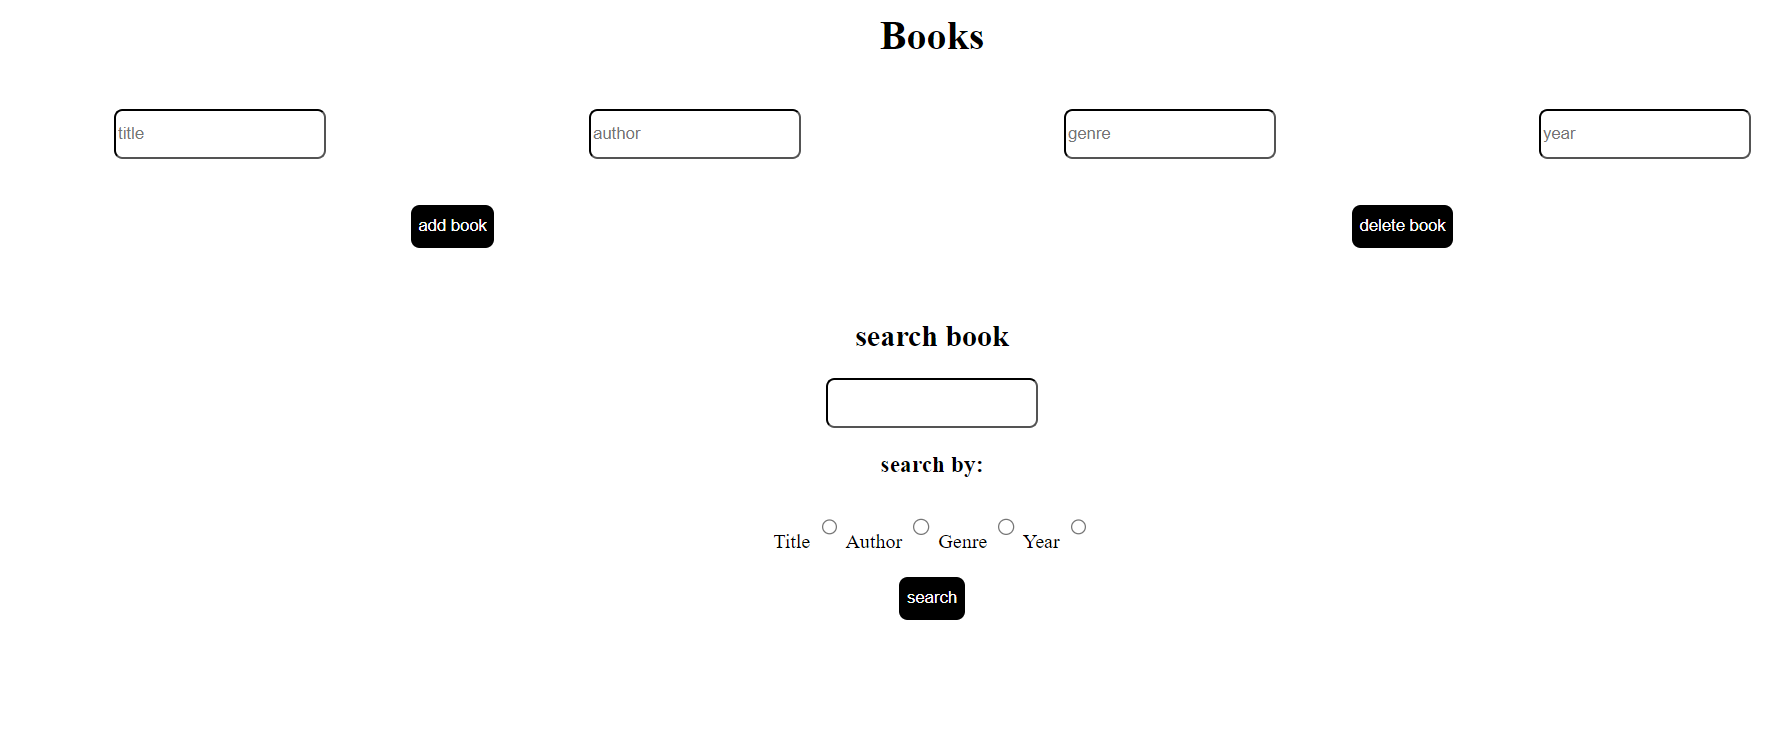 Books
title author genre year
add book delete book
search book
search by:
Title Author Genre Year
search